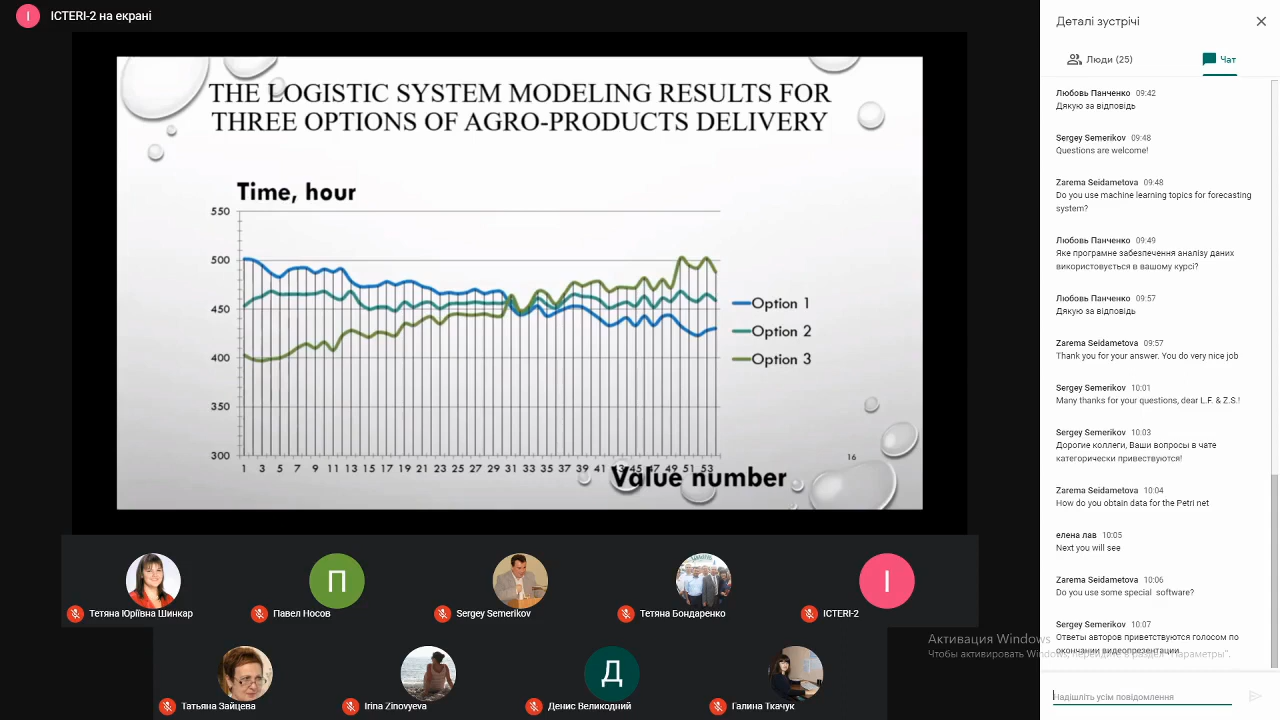 І
ICTERI-2 на екрані
THE LOGISTIC SYSTEM MODELING RESULTS FOR
THREE OPTIONS OF AGRO-PRODUCTS DELIVERY
Time, hour
550
500
450
400
350
300
1 3 5 7 9 11 13 15 17 19 21 23 25 27 29 31 33 35 37 39 41 43 45 47 49 51 53
Value number
Option 1
Option 2
Option 3
16
Тетяна Юріївна Шинкар
П
Павел Носов
Sergey Semerikov
Тетяна Бондаренко
І
ICTERI-2
Татьяна Зайцева
Irina Zinovyeva
Д
Денис Великодний
Галина Ткачук
Деталі зустрічі
Люди (25)
Чат
Любовь Панченко 09:42
Дякую за відповідь
Sergey Semerikov 09:48
Questions are welcome!
Zarema Seidametova 09:48
Do you use machine learning topics for forecasting
system?
Любовь Панченко 09:49
Яке програмне забезпечення аналізу даних
використовується в вашому курсі?
Любовь Панченко 09:57
Дякую за відповідь
Zarema Seidametova 09:57
Thank you for your answer. You do very nice job
Sergey Semerikov 10:01
Many thanks for your questions, dear L.F. & Z.S.!
Sergey Semerikov 10:03
Дорогие коллеги, Ваши вопросы в чате
категорически приветствуются!
Zarema Seidametova 10:04
How do you obtain data for the Petri net
елена лав 10:05
Next you will see
Zarema Seidametova 10:06
Do you use some special software?
Sergey Semerikov 10:07
Ответы авторов приветствуются голосом по
окончании видеопрезентации.
Активация Windows
Чтобы активировать Windows, перейдите в раздел "Параметры".
Надішліть усім повідомлення